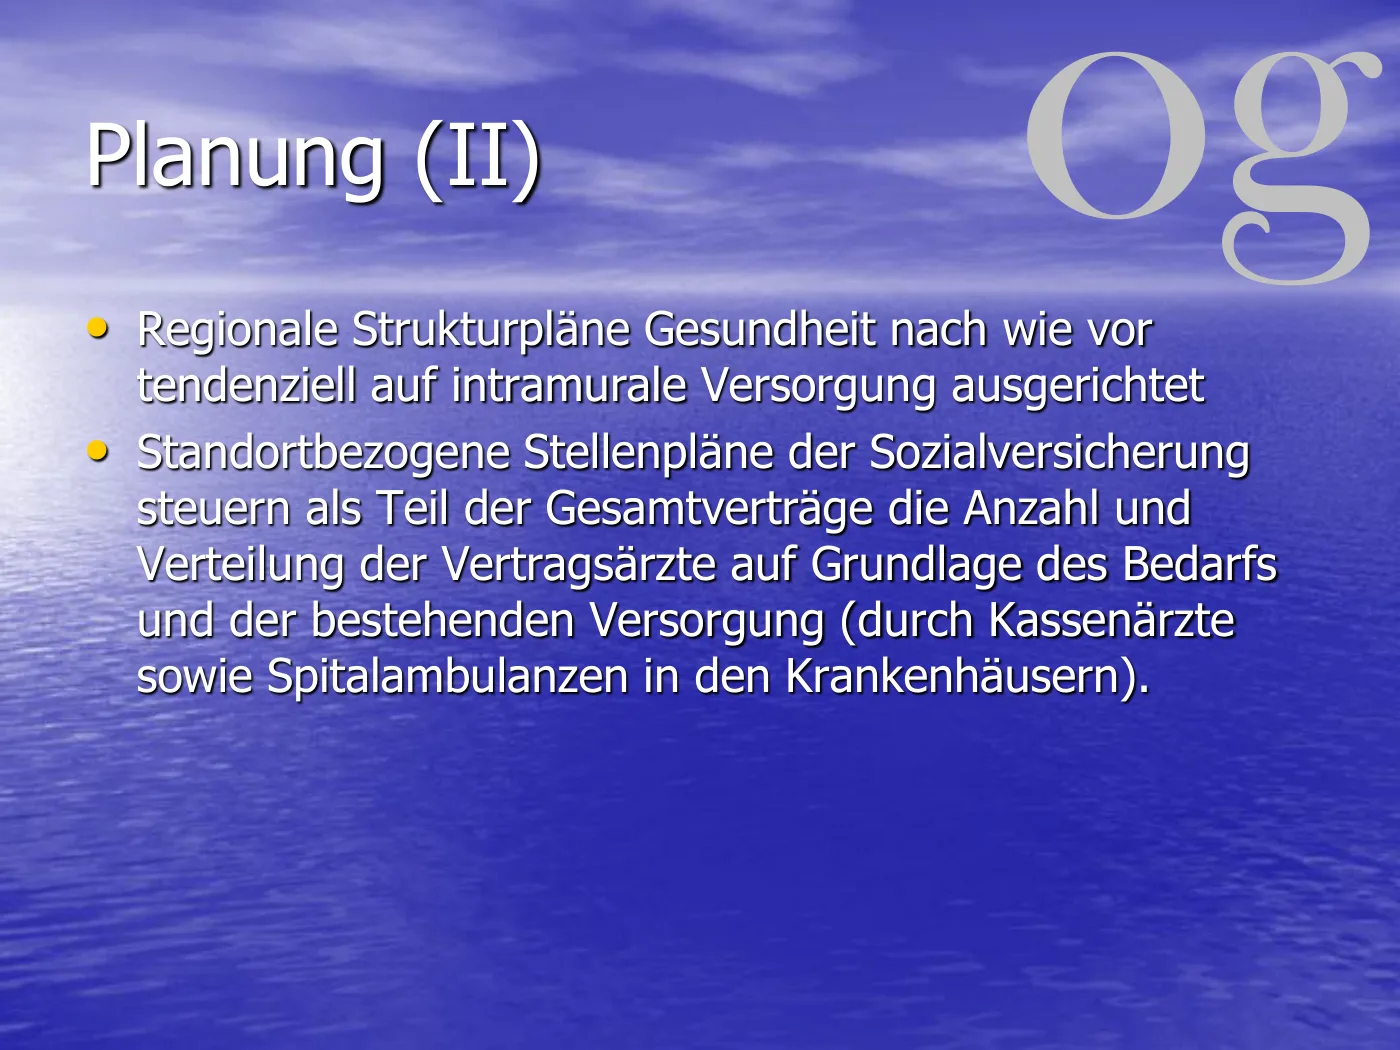 og
Planung (II)
• Regionale Strukturpläne Gesundheit nach wie vor
tendenziell auf intramurale Versorgung ausgerichtet
• Standortbezogene Stellenpläne der Sozialversicherung
steuern als Teil der Gesamtverträge die Anzahl und
Verteilung der Vertragsärzte auf Grundlage des Bedarfs
und der bestehenden Versorgung (durch Kassenärzte
sowie Spitalambulanzen in den Krankenhäusern).